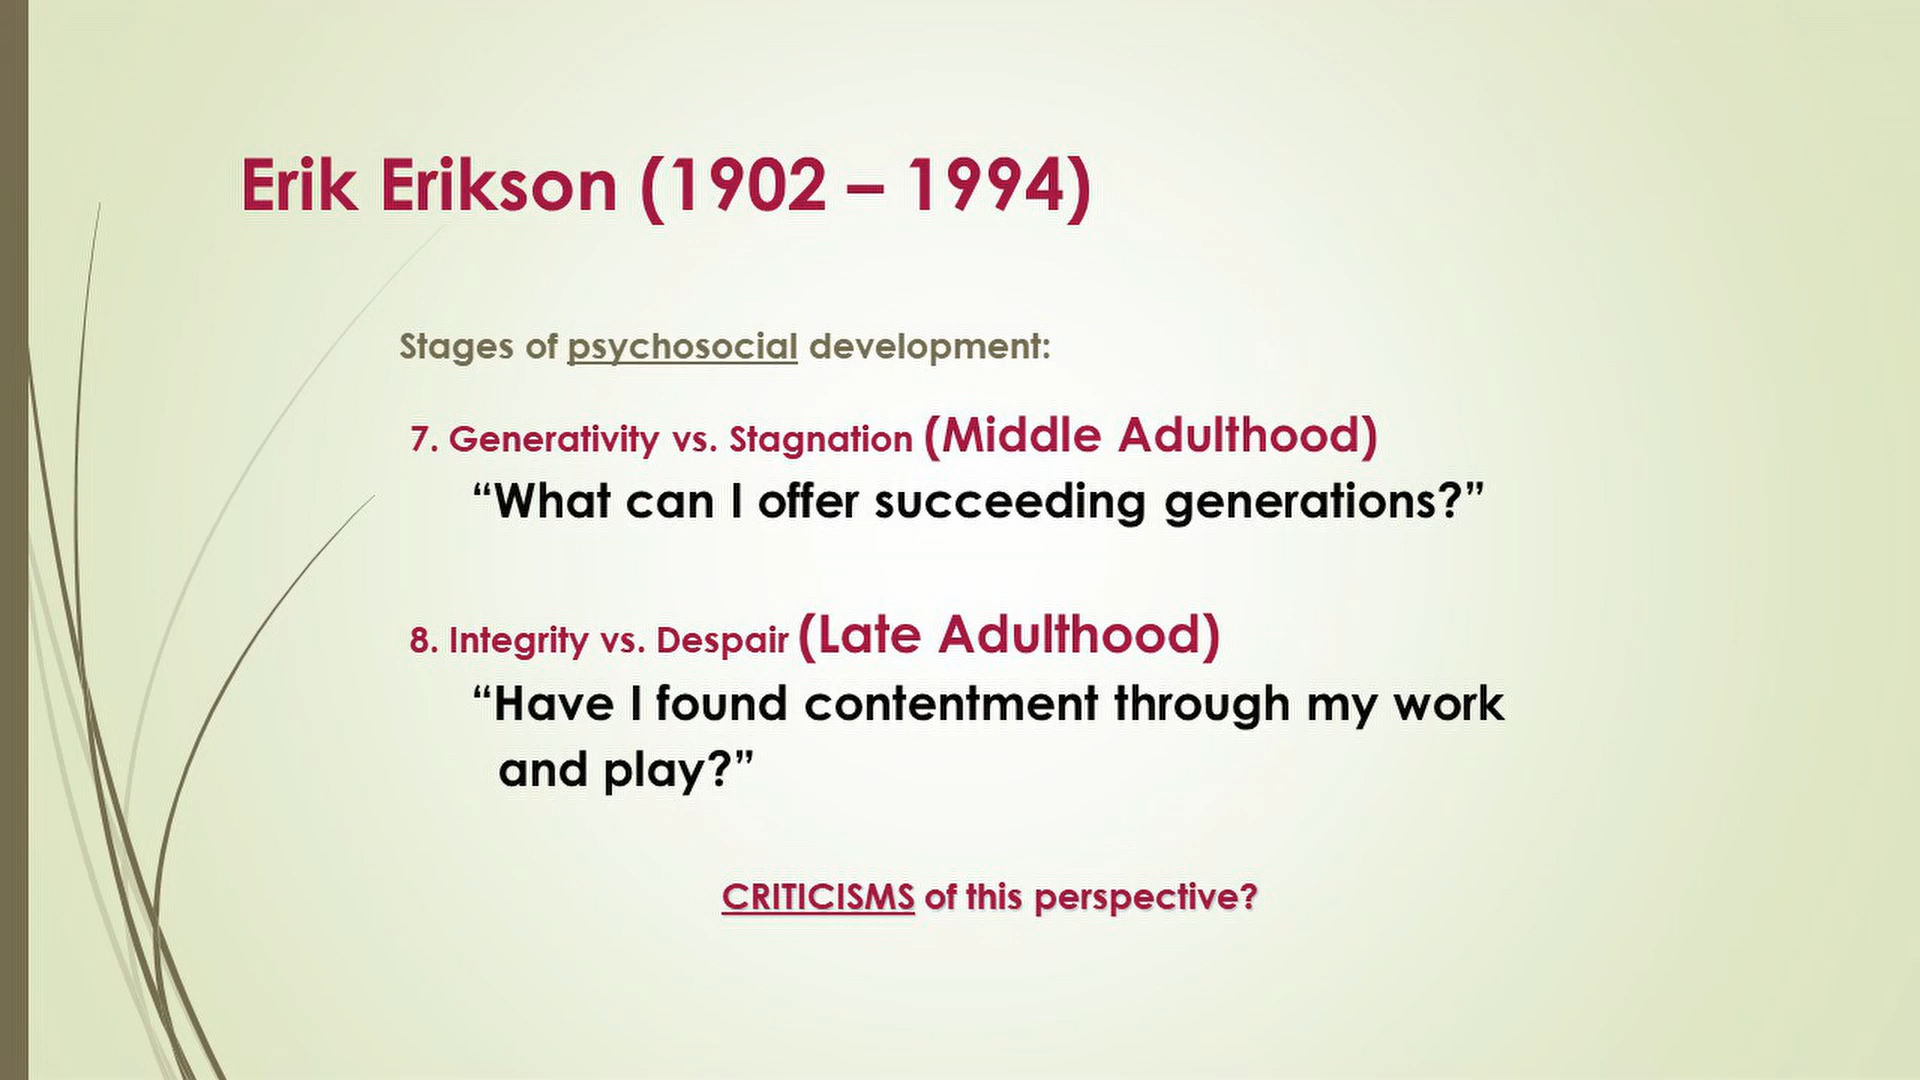 Erik Erikson (1902 – 1994)
Stages of psychosocial development:
7. Generativity vs. Stagnation (Middle Adulthood)
“What can I offer succeeding generations?”
8. Integrity vs. Despair (Late Adulthood)
“Have I found contentment through my work
and play?”
CRITICISMS of this perspective?